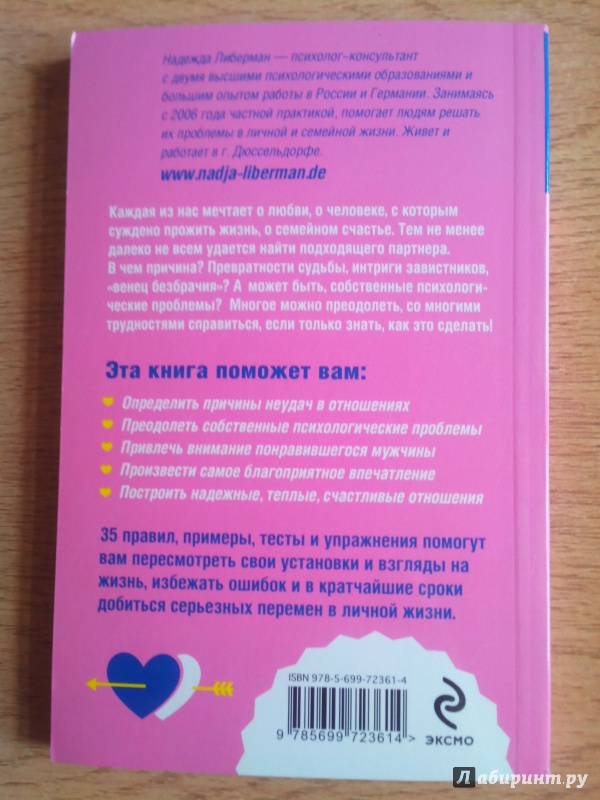 Надежда Либерман — психолог-консультант
с двумя высшими психологическими образованиями и
большим опытом работы в России и Германии. Занимаясь
с 2006 года частной практикой, помогает людям решать
их проблемы в личной и семейной жизни. Живет и
работает в г. Дюссельдорфе.
www.nadja-liberman.de
Каждая из нас мечтает о любви, о человеке, с которым
суждено прожить жизнь, о семейном счастье. Тем не менее
далеко не всем удается найти подходящего партнера.
В чем причина? Превратности судьбы, интриги завистников,
«венец безбрачия»? А может быть, собственные психологи-
ческие проблемы? Многое можно преодолеть, со многими
трудностями справиться, если только знать, как это сделать!
Эта книга поможет вам:
Определить причины неудач в отношениях
Преодолеть собственные психологические проблемы
Привлечь внимание понравившегося мужчины
Произвести самое благоприятное впечатление
Построить надежные, теплые, счастливые отношения
35 правил, примеры, тесты и упражнения помогут
вам пересмотреть свои установки и взгляды на
жизнь, избежать ошибок и в кратчайшие сроки
добиться серьезных перемен в личной жизни.
ISBN 978-5-699-72361-4
9 785699 723614 >
ЭКСМО
Лабиринт.ру